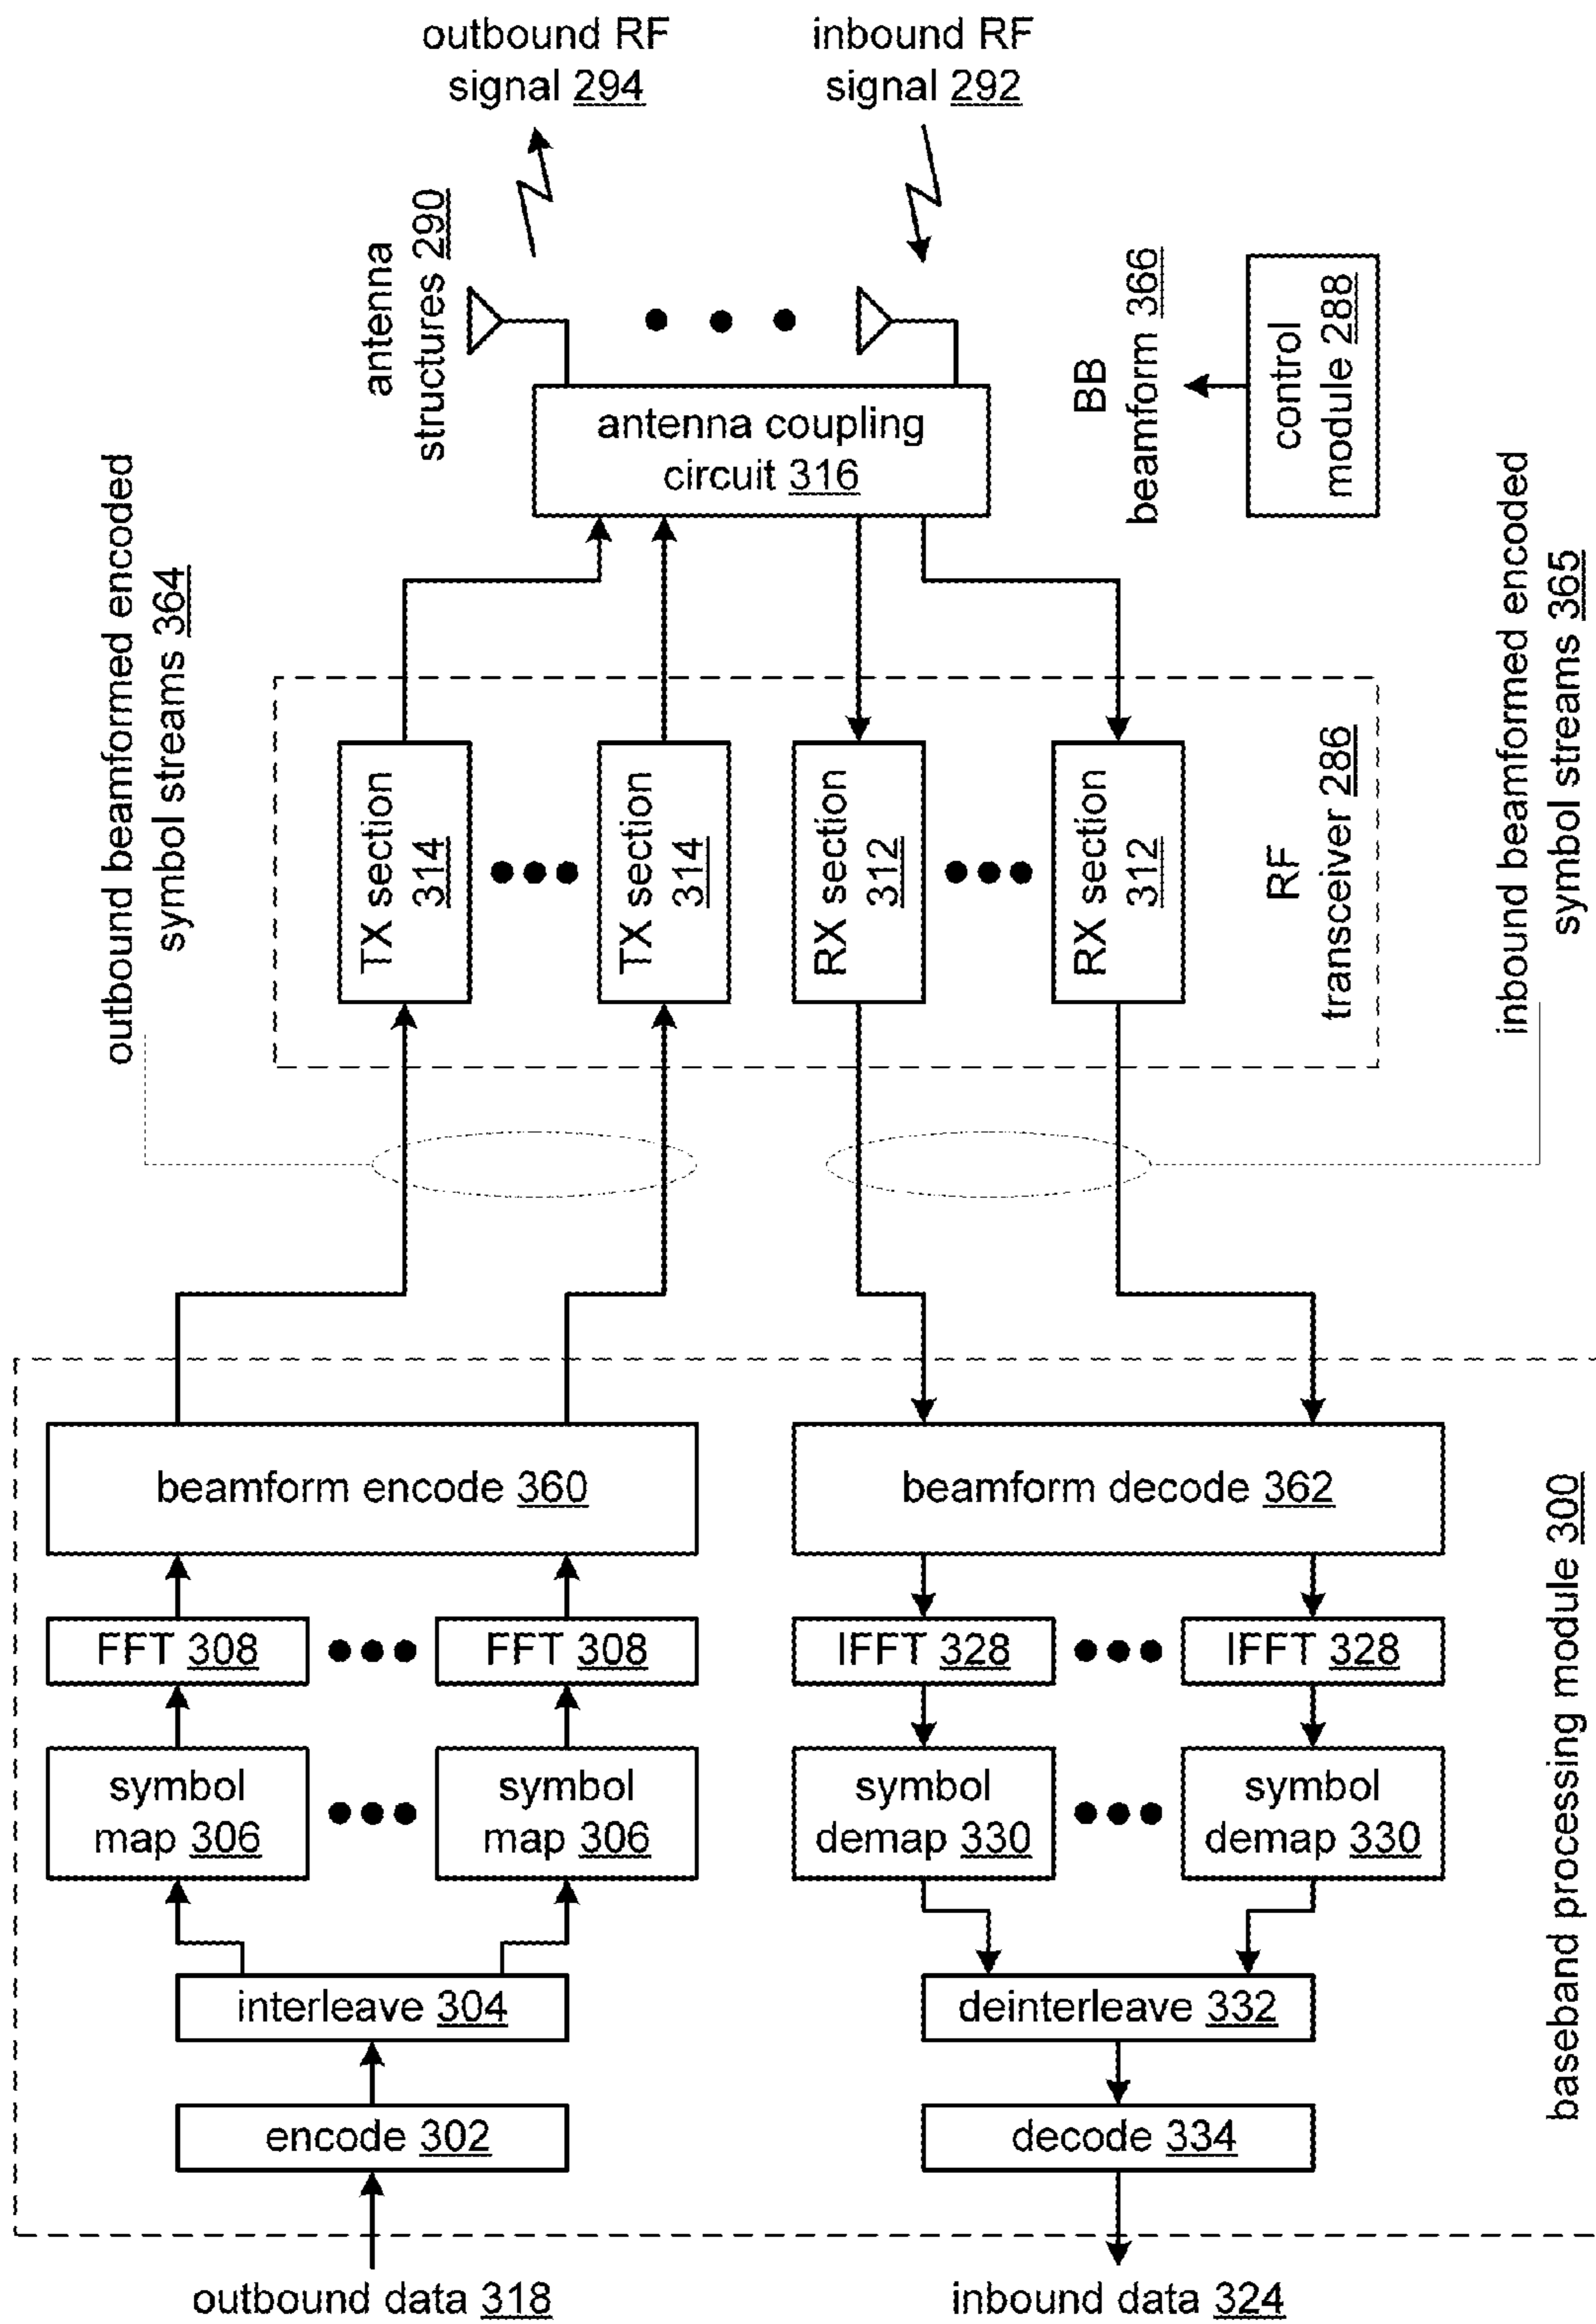 outbound RF
signal 294
inbound RF
signal 292
antenna
structures 290
antenna coupling
circuit 316
BB
beamform 366
control
module 288
outbound beamformed encoded
symbol streams 364
inbound beamformed encoded
symbol streams 365
TX section
314
TX section
314
RX section
312
RX section
312
RF
transceiver 286
beamform encode 360
beamform decode 362
FFT 308
FFT 308
IFFT 328
IFFT 328
symbol
map 306
symbol
map 306
symbol
demap 330
symbol
demap 330
interleave 304
deinterleave 332
encode 302
decode 334
baseband processing module 300
outbound data 318
inbound data 324